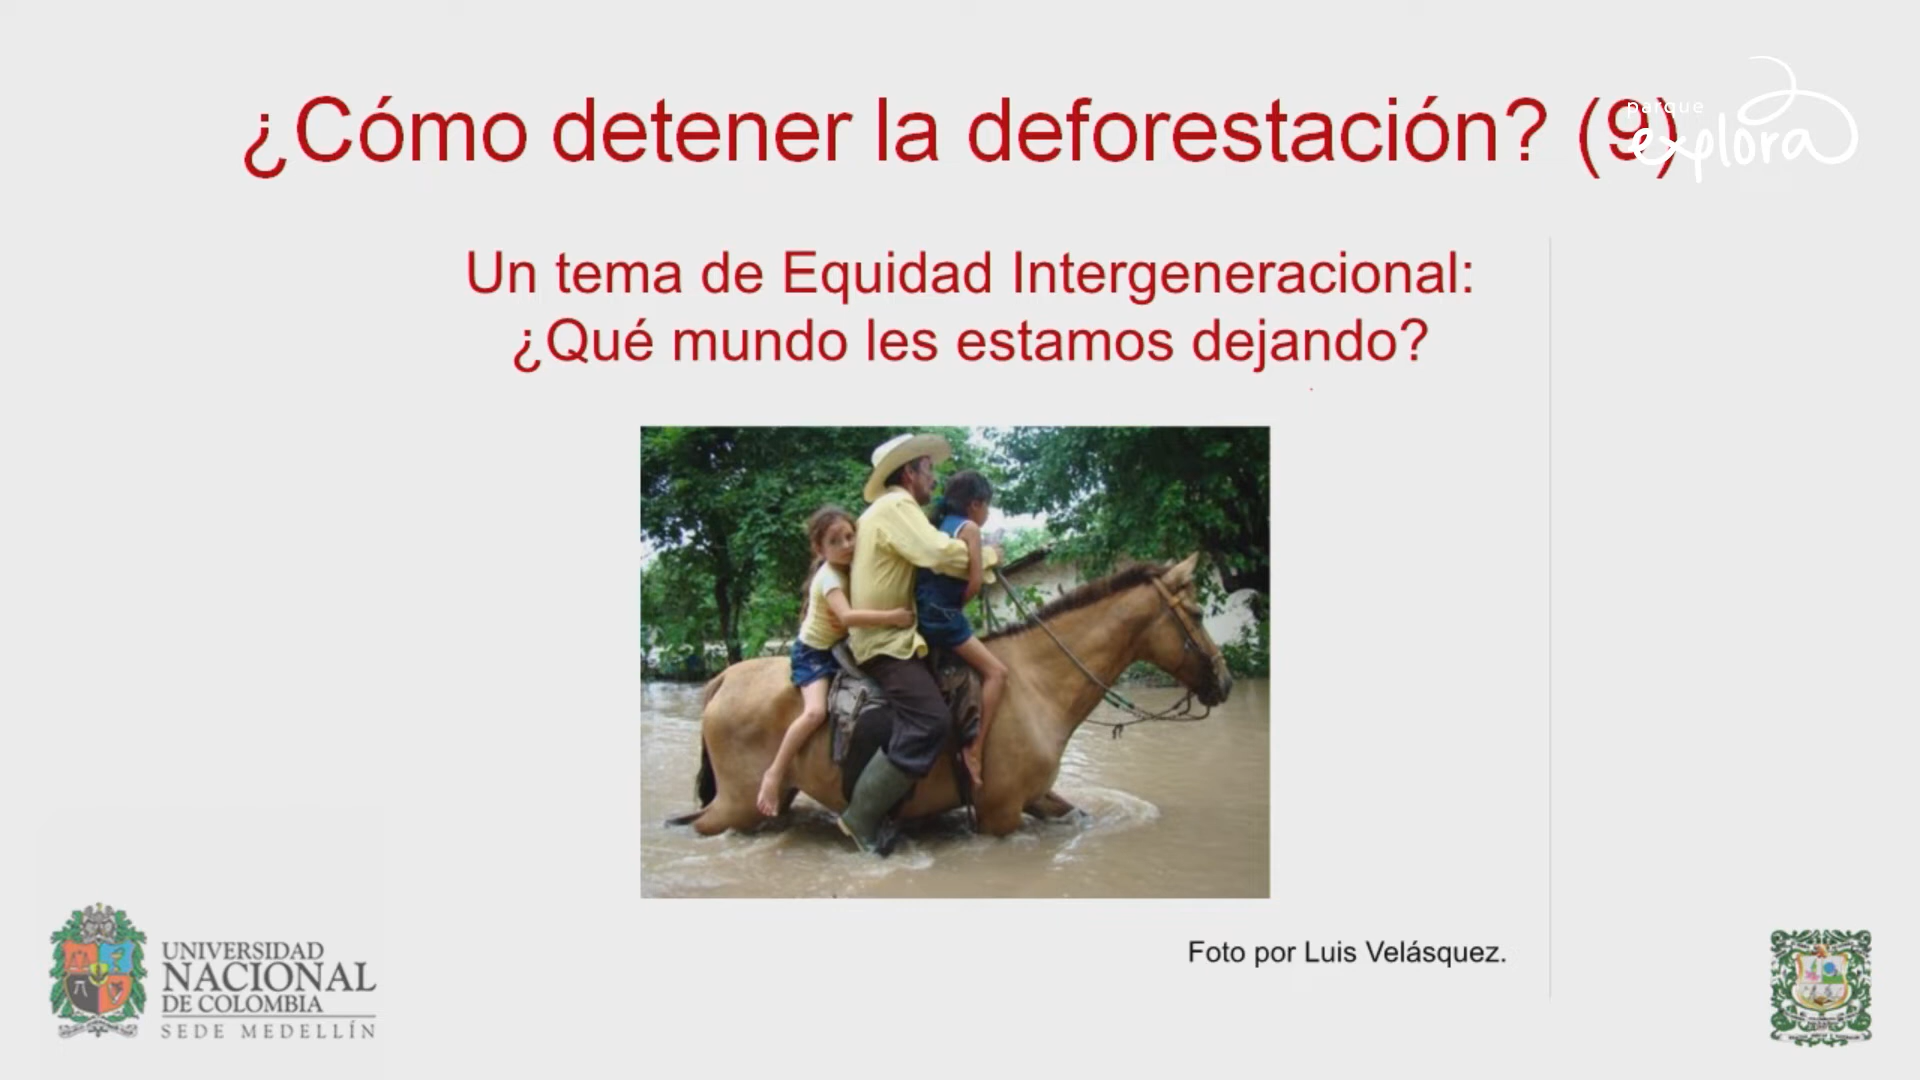 ¿Cómo detener la deforestación? (9)
parque
explora
Un tema de Equidad Intergeneracional:
¿Qué mundo les estamos dejando?
Foto por Luis Velásquez.
UNIVERSIDAD
NACIONAL
DE COLOMBIA
SEDE MEDELLÍN